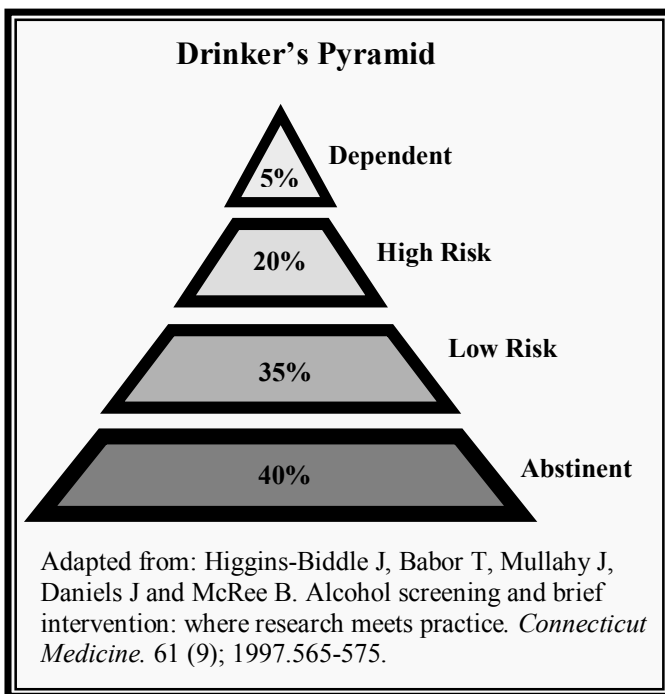 Drinker's Pyramid
Dependent
5%
High Risk
20%
Low Risk
35%
Abstinent
40%
Adapted from: Higgins-Biddle J, Babor T, Mullahy J,
Daniels J and McRee B. Alcohol screening and brief
intervention: where research meets practice. Connecticut
Medicine. 61 (9); 1997.565-575.